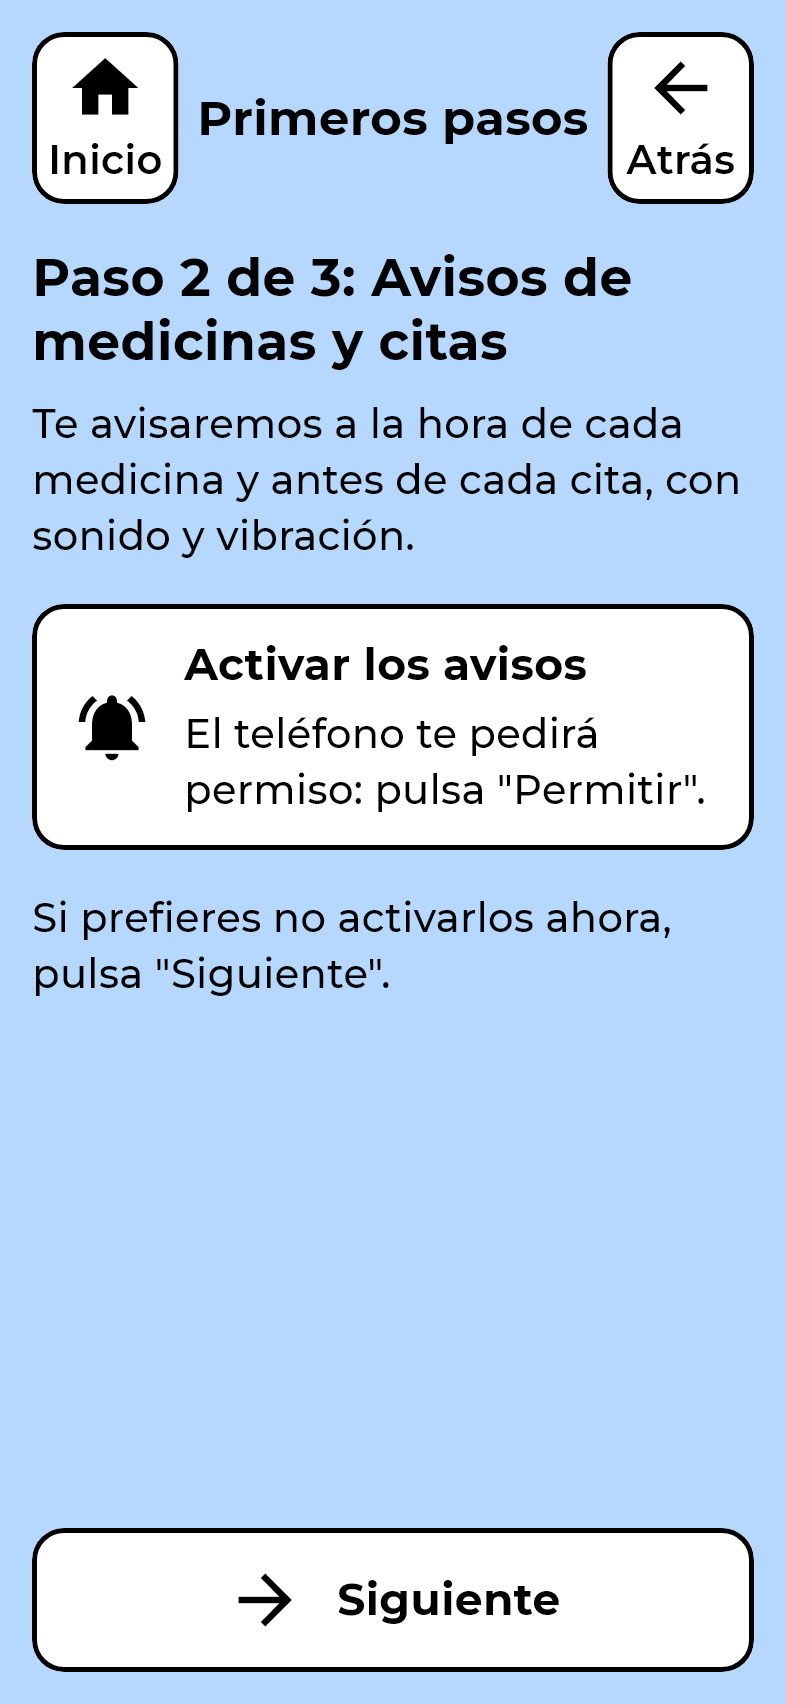 Inicio
Primeros pasos
Atrás
Paso 2 de 3: Avisos de
medicinas y citas
Te avisaremos a la hora de cada
medicina y antes de cada cita, con
sonido y vibración.
Activar los avisos
El teléfono te pedirá
permiso: pulsa "Permitir".
Si prefieres no activarlos ahora,
pulsa "Siguiente".
Siguiente